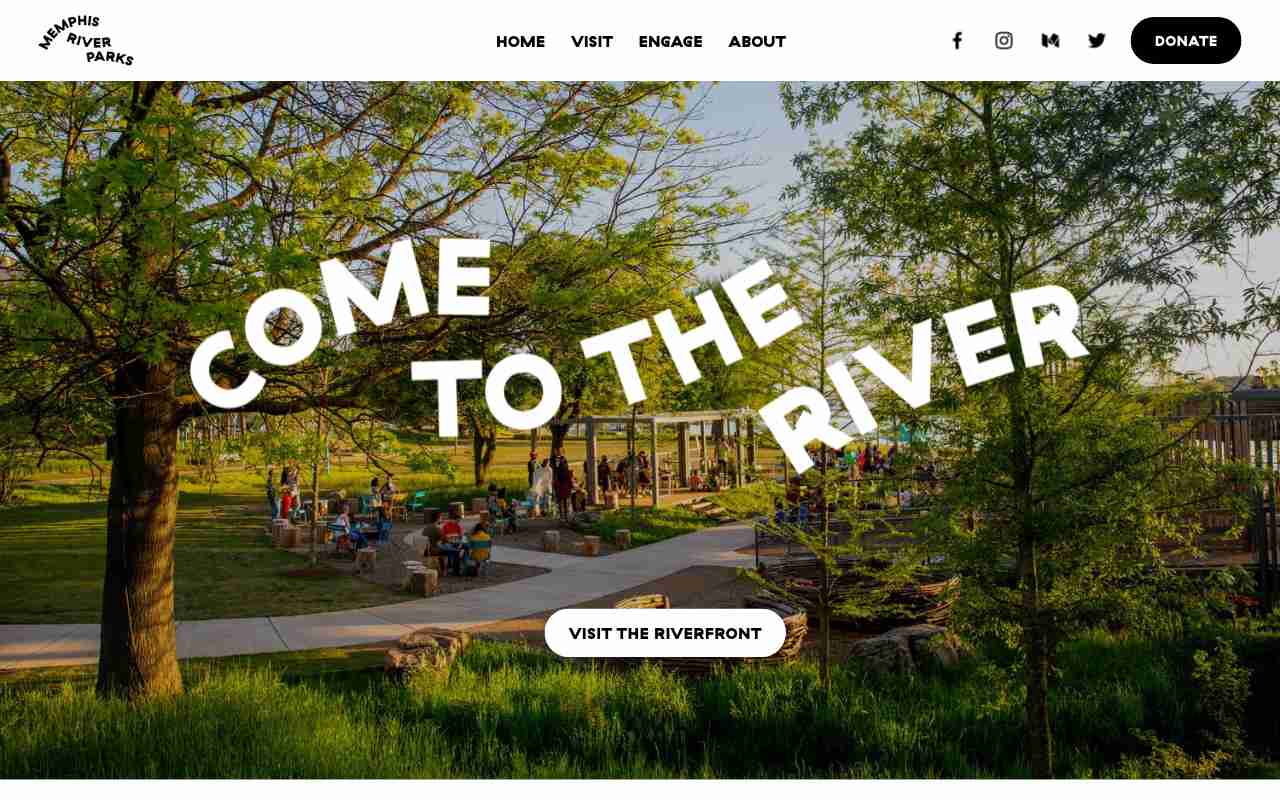 MEMPHIS
RIVER
PARKS
HOME VISIT ENGAGE ABOUT
DONATE
COME
TO THE
RIVER
VISIT THE RIVERFRONT